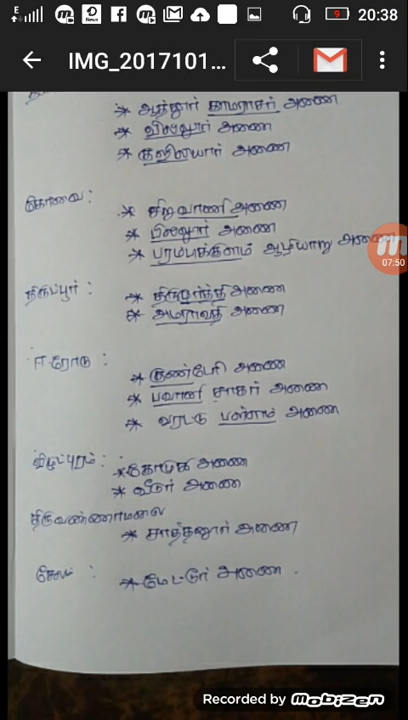 20:38
IMG_2017101...
* ஆத்தூர் காமராசர் அணை
* அணை
* அணை
கோவை :
* சிறுவாணி அணை
* பில்லூர் அணை
* பரம்பிக்குளம் ஆழியாறு அணை
07:50
திருப்பூர் :
* திருமூர்த்தி அணை
* அமராவதி அணை
ஈரோடு :
* குண்டேரி அணை
* பவானி சாகர் அணை
* வரட்டு பள்ளம் அணை
விழுப்புரம் :
* அணை
* வீடுர் அணை
திருவண்ணாமலை
* சாத்தனூர் அணை
சேலம் :
* மேட்டூர் அணை .
Recorded by mobizen